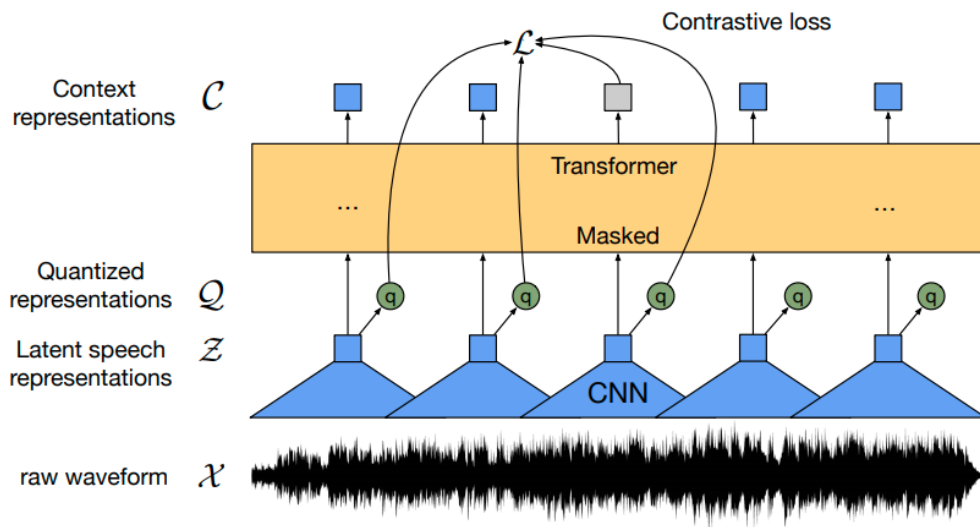 Contrastive loss
ℒ
Context
representations 𝒞
Transformer
... ...
Masked
Quantized
representations 𝒬
q q q q q
Latent speech
representations 𝒵
CNN
raw waveform 𝒳